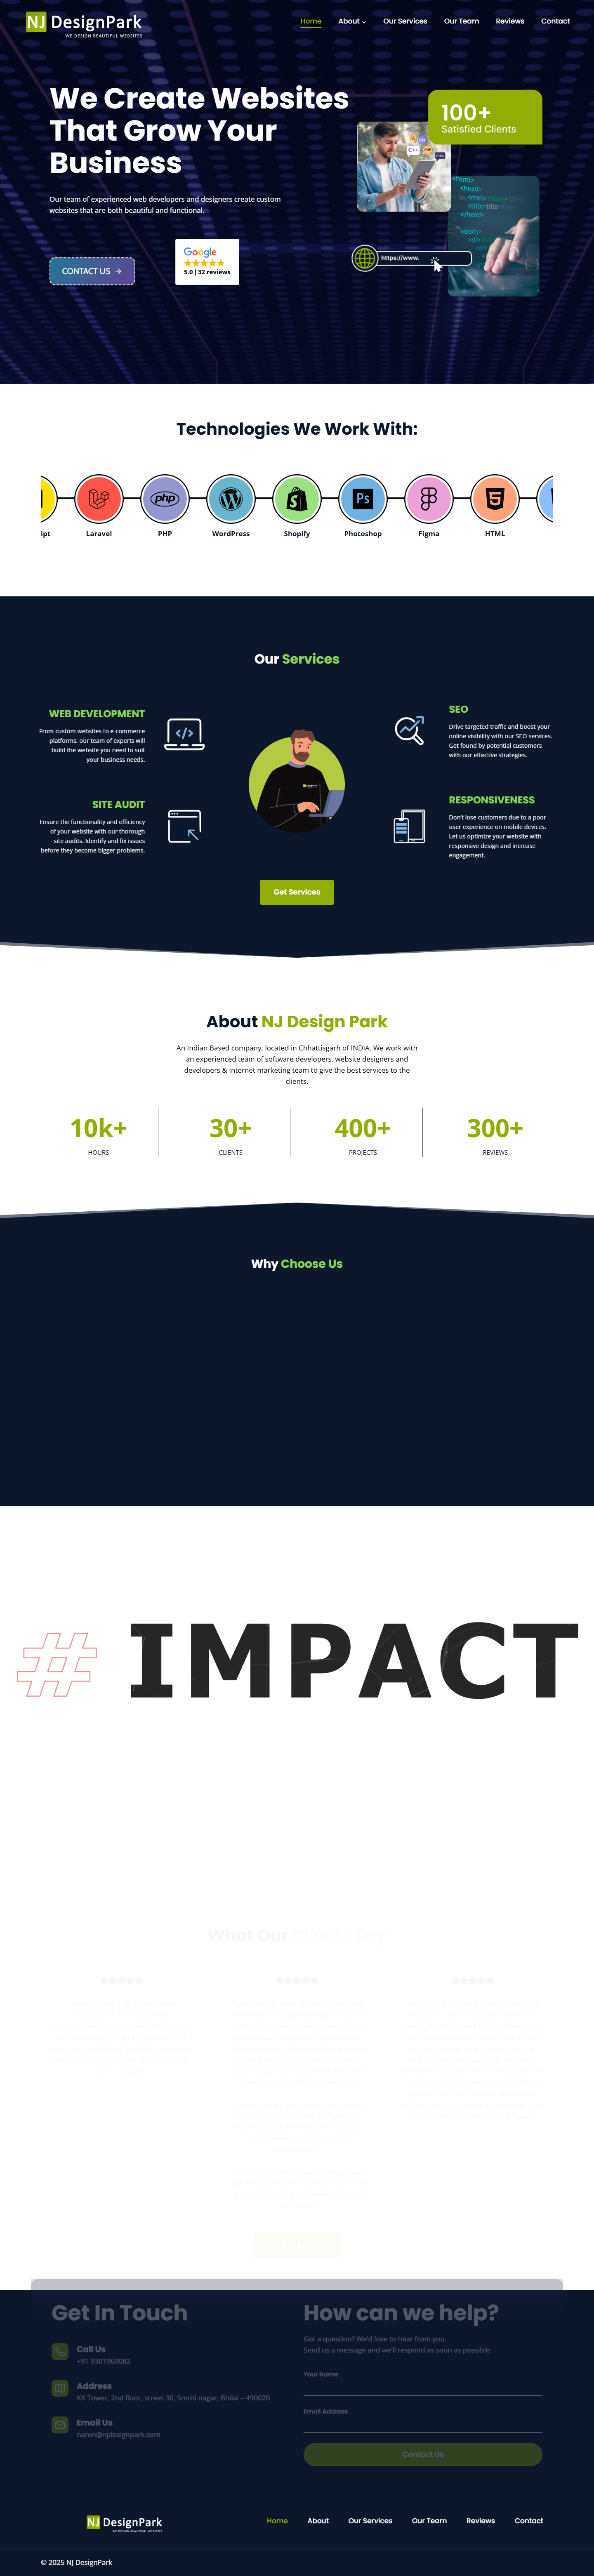 NJ DesignPark
WE DESIGN BEAUTIFUL WEBSITES
Home About Our Services Our Team Reviews Contact
We Create Websites
That Grow Your
Business
Our team of experienced web developers and designers create custom
websites that are both beautiful and functional.
CONTACT US
Google
5.0 | 32 reviews
100+
Satisfied Clients
<html>
<head>
<meta
<title>title
</head>
<body>
https://www.
Technologies We Work With:
ipt
Laravel
PHP
WordPress
Shopify
Photoshop
Figma
HTML
php
Ps
Our Services
WEB DEVELOPMENT
From custom websites to e-commerce
platforms, our team of experts will
build the website you need to suit
your business needs.
SITE AUDIT
Ensure the functionality and efficiency
of your website with our thorough
site audits. Identify and fix issues
before they become bigger problems.
SEO
Drive targeted traffic and boost your
online visibility with our SEO services.
Get found by potential customers
with our effective strategies.
RESPONSIVENESS
Don't lose customers due to a poor
user experience on mobile devices.
Let us optimize your website with
responsive design and increase
engagement.
Get Services
About NJ Design Park
An Indian Based company, located in Chhattisgarh of INDIA. We work with
an experienced team of software developers, website designers and
developers & Internet marketing team to give the best services to the
clients.
10k+
HOURS
30+
CLIENTS
400+
PROJECTS
300+
REVIEWS
Why Choose Us
# IMPACT
What Our Clients Say
Get In Touch
Call Us
+91 9301969082
Address
KK Tower, 2nd floor, street 36, Smriti nagar, Bhilai – 490020
Email Us
naren@njdesignpark.com
How can we help?
Got a question? We'd love to hear from you.
Send us a message and we'll respond as soon as possible.
Your Name
Email Address
Contact Us
NJ DesignPark
WE DESIGN BEAUTIFUL WEBSITES
Home About Our Services Our Team Reviews Contact
© 2025 NJ DesignPark